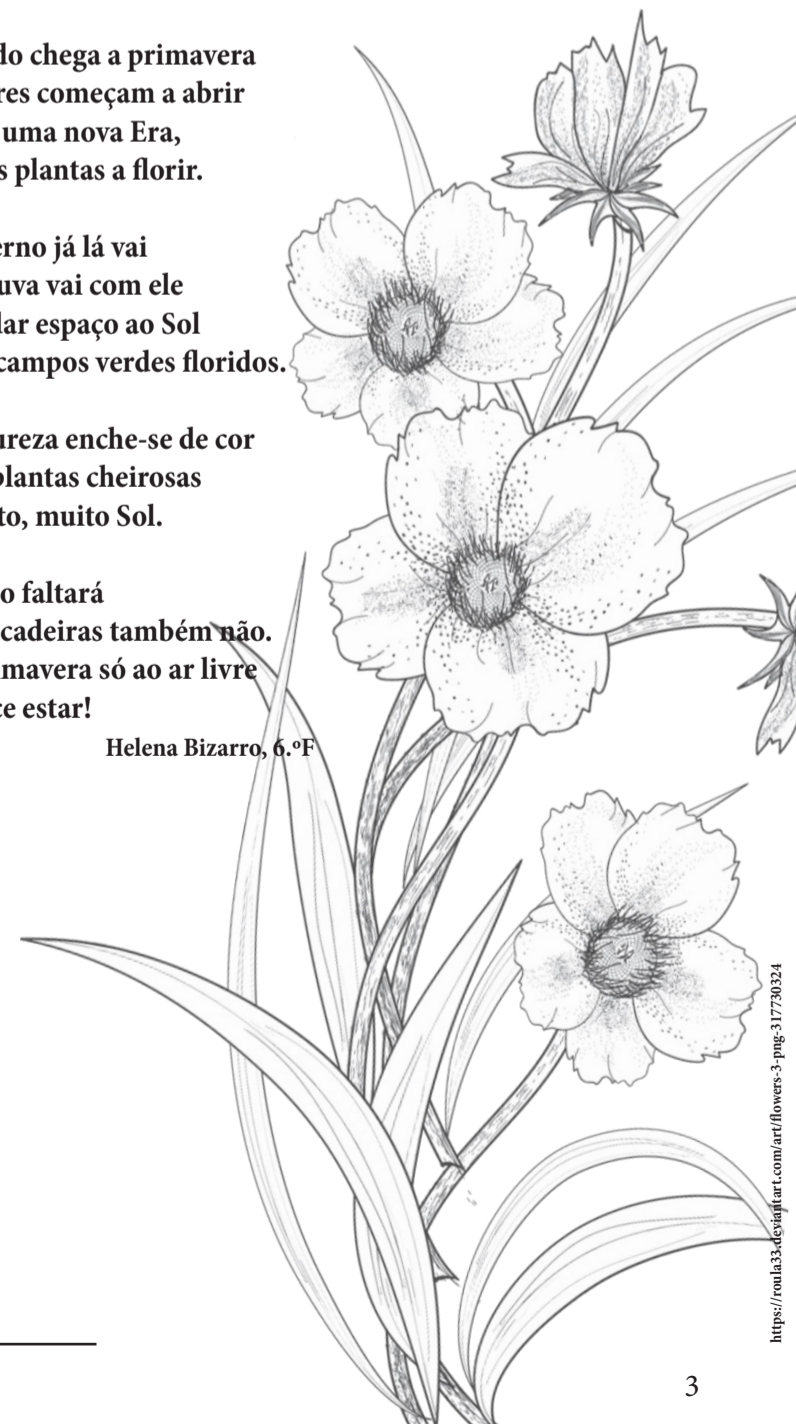 do chega a primavera
res começam a abrir
uma nova Era,
s plantas a florir.
erno já lá vai
uva vai com ele
dar espaço ao Sol
campos verdes floridos.
ureza enche-se de cor
plantas cheirosas
to, muito Sol.
o faltará
cadeiras também não.
mavera só ao ar livre
ce estar!
Helena Bizarro, 6.ºF
https://roula33.deviantart.com/art/flowers-3-png-317730324
3